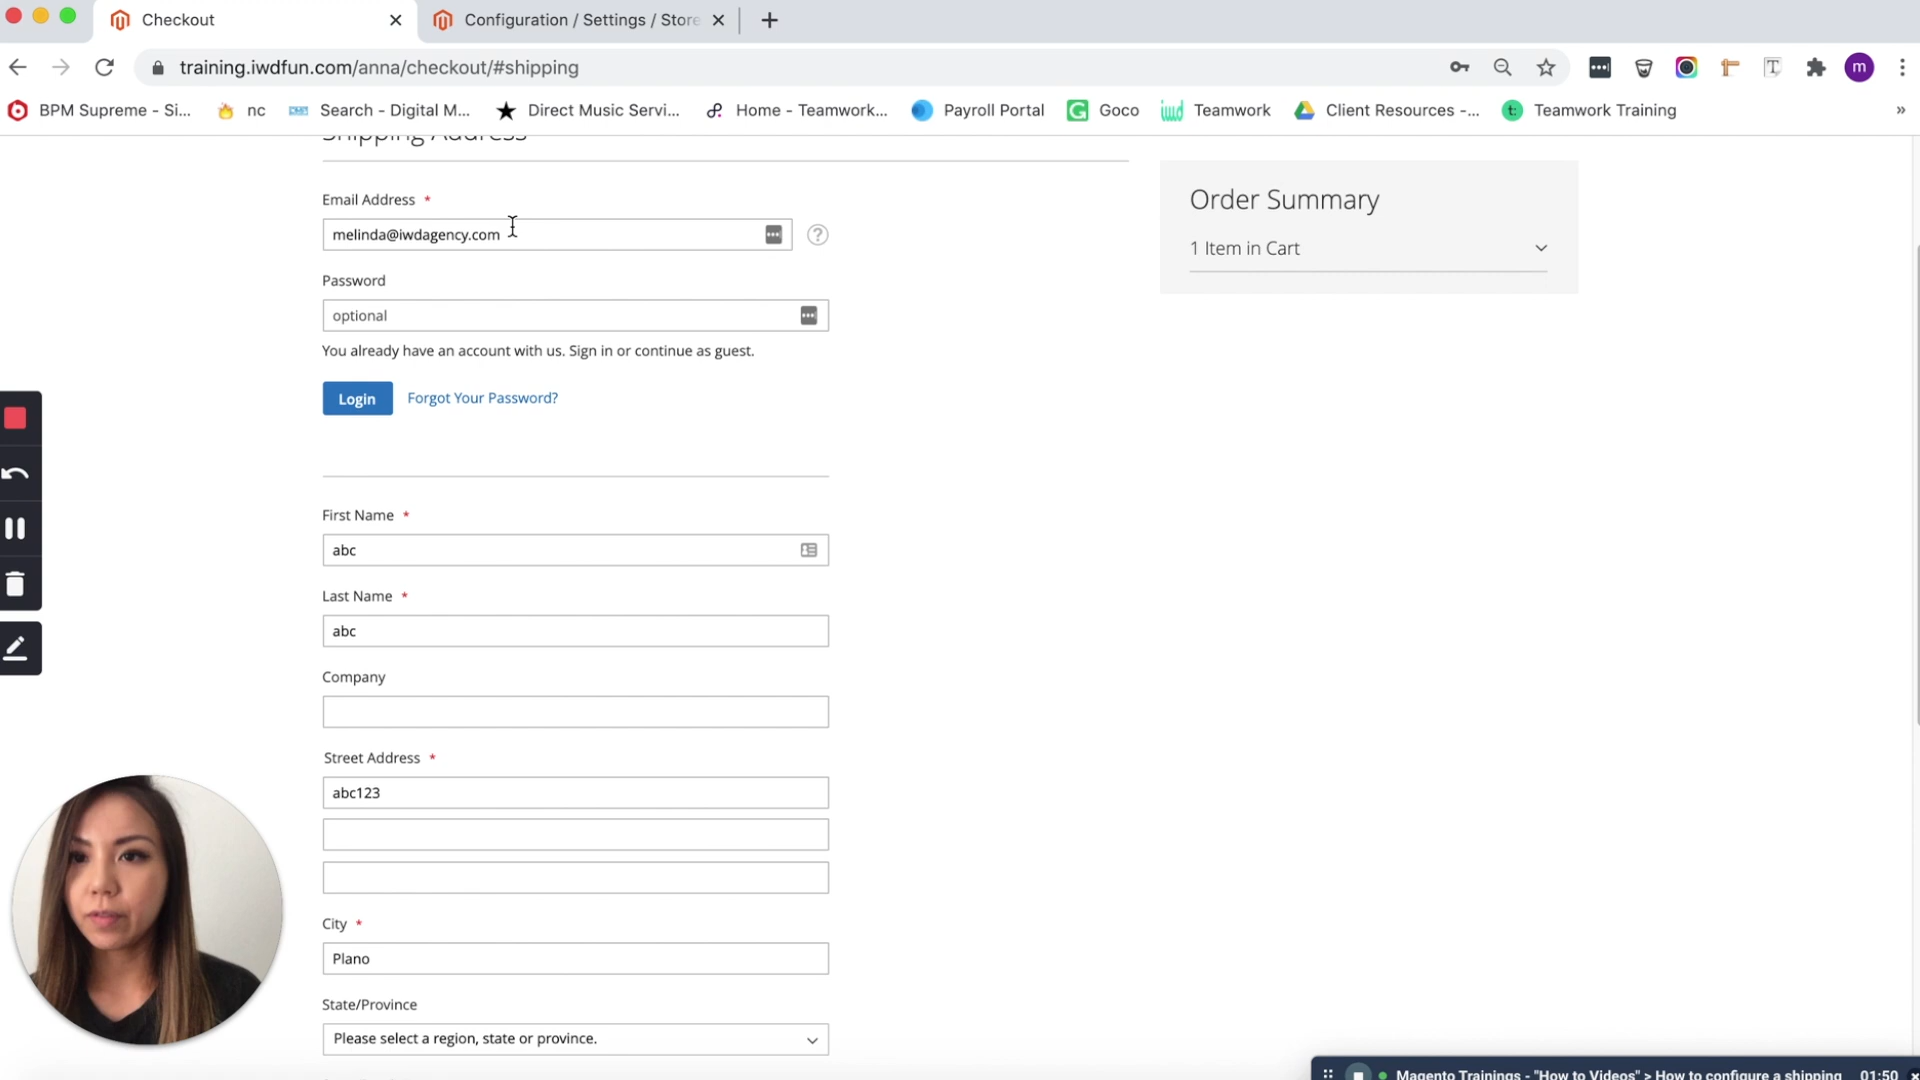 Checkout
Configuration / Settings / Store
training.iwdfun.com/anna/checkout/#shipping
m
BPM Supreme - Si...
nc
Search - Digital M...
Direct Music Servi...
Home - Teamwork...
Payroll Portal
Goco
Teamwork
Client Resources -...
Teamwork Training
»
Shipping Address
Email Address *
melinda@iwdagency.com
Password
optional
You already have an account with us. Sign in or continue as guest.
Login
Forgot Your Password?
First Name *
abc
Last Name *
abc
Company
Street Address *
abc123
City *
Plano
State/Province
Please select a region, state or province.
Order Summary
1 Item in Cart
Magento Trainings - "How to Videos" > How to configure a shipping
01:50